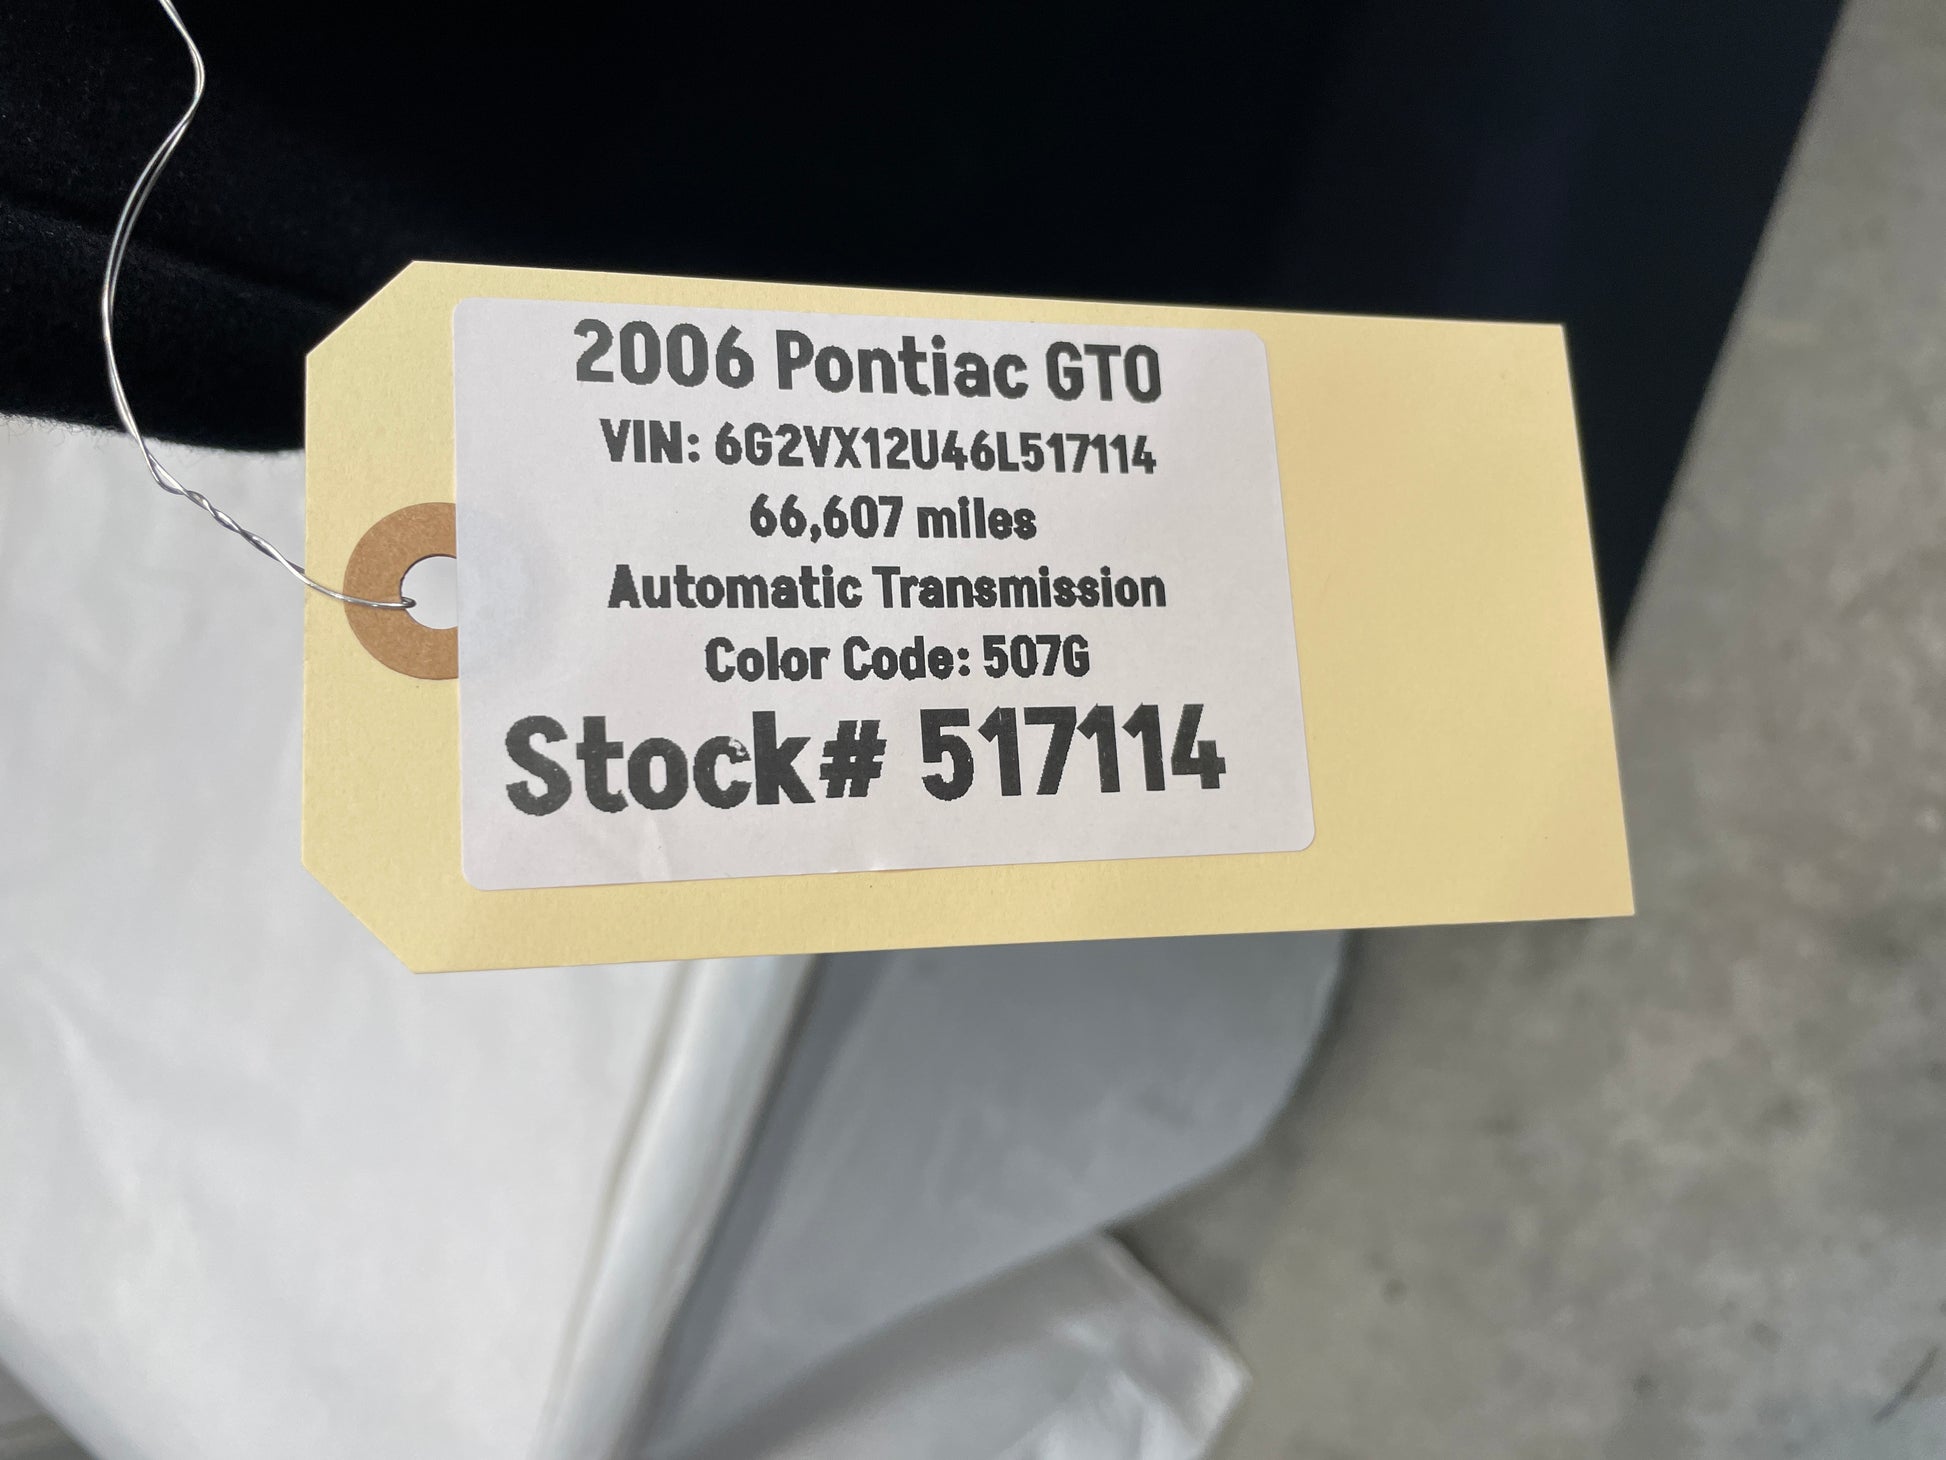 2006 Pontiac GTO
VIN: 6G2VX12U46L517114
66,607 miles
Automatic Transmission
Color Code: 507G
Stock# 517114